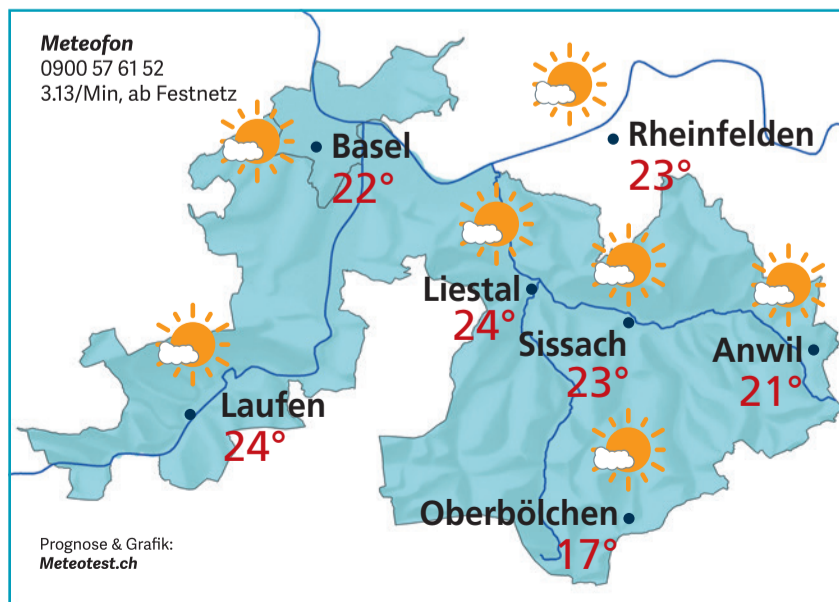 Meteofon
0900 57 61 52
3.13/Min, ab Festnetz
Basel
22°
Rheinfelden
23°
Liestal
24°
Sissach
23°
Anwil
21°
Laufen
24°
Oberbölchen
17°
Prognose & Grafik:
Meteotest.ch